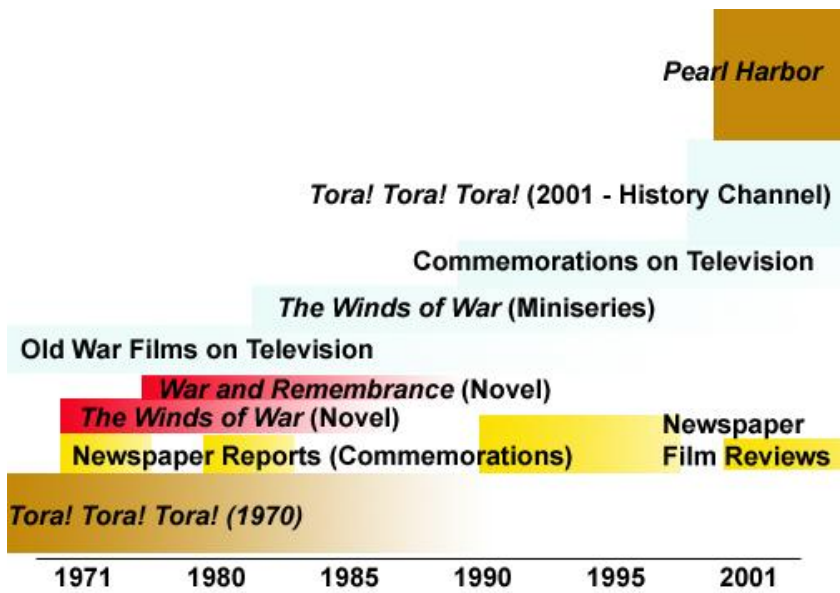 Pearl Harbor
Tora! Tora! Tora! (2001 - History Channel)
Commemorations on Television
The Winds of War (Miniseries)
Old War Films on Television
War and Remembrance (Novel)
The Winds of War (Novel)
Newspaper Reports (Commemorations)
Newspaper
Film Reviews
Tora! Tora! Tora! (1970)
1971 1980 1985 1990 1995 2001